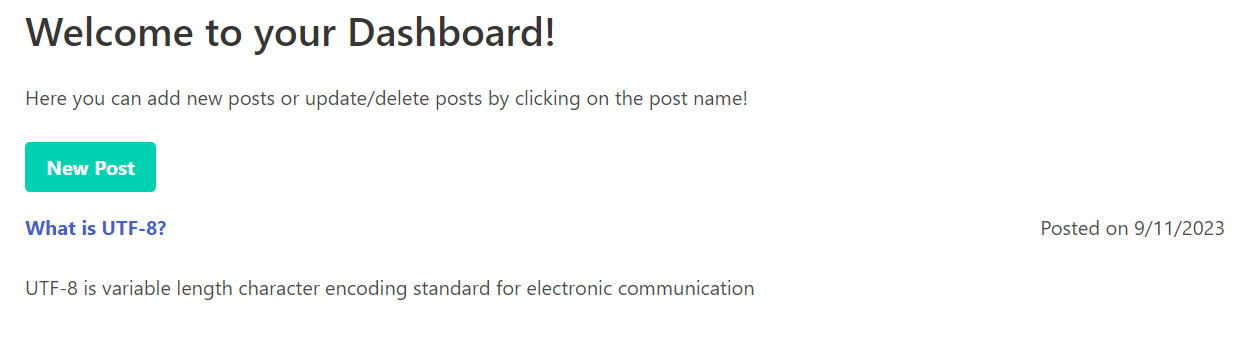 Welcome to your Dashboard!
Here you can add new posts or update/delete posts by clicking on the post name!
New Post
What is UTF-8? Posted on 9/11/2023
UTF-8 is variable length character encoding standard for electronic communication